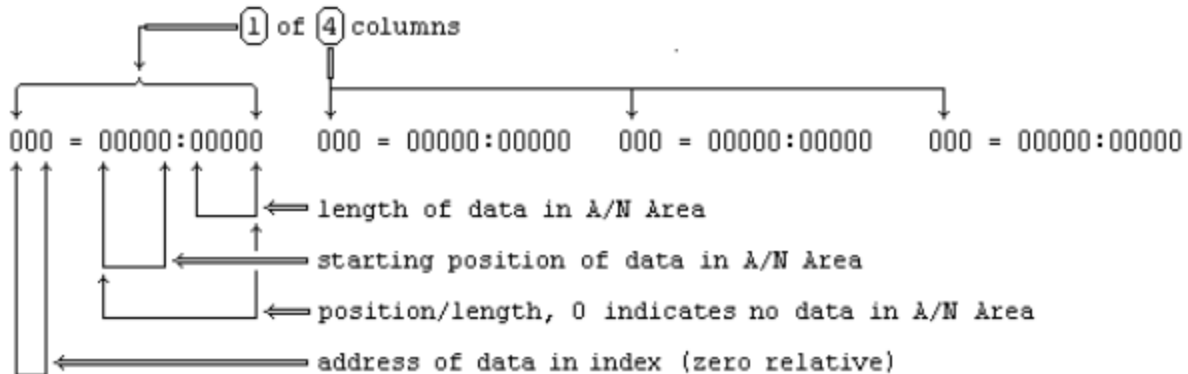 1 of 4 columns
000 = 00000:00000 000 = 00000:00000 000 = 00000:00000 000 = 00000:00000
length of data in A/N Area
starting position of data in A/N Area
position/length, 0 indicates no data in A/N Area
address of data in index (zero relative)